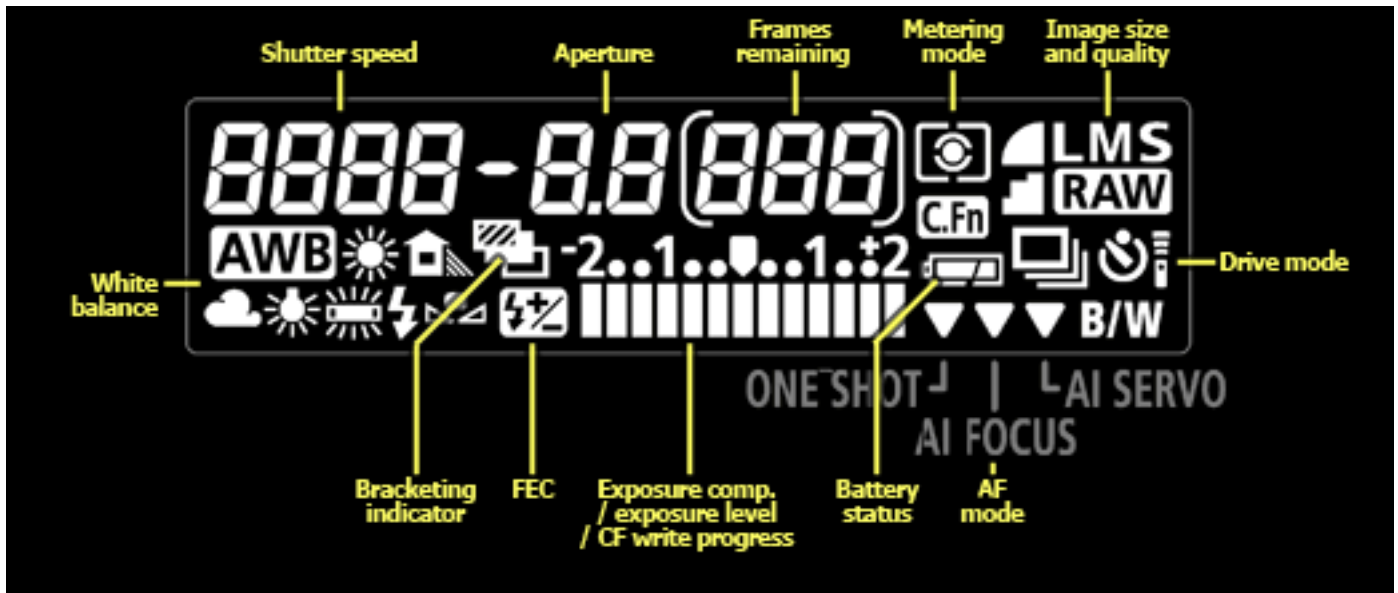 Shutter speed
Aperture
Frames
remaining
Metering
mode
Image size
and quality
8888-8.8(888)
LMS
RAW
C.Fn
AWB
-2..1..▼..1..+2
White
balance
Drive mode
B/W
ONE SHOT
AI SERVO
AI FOCUS
Bracketing
indicator
FEC
Exposure comp.
/ exposure level
/ CF write progress
Battery
status
AF
mode